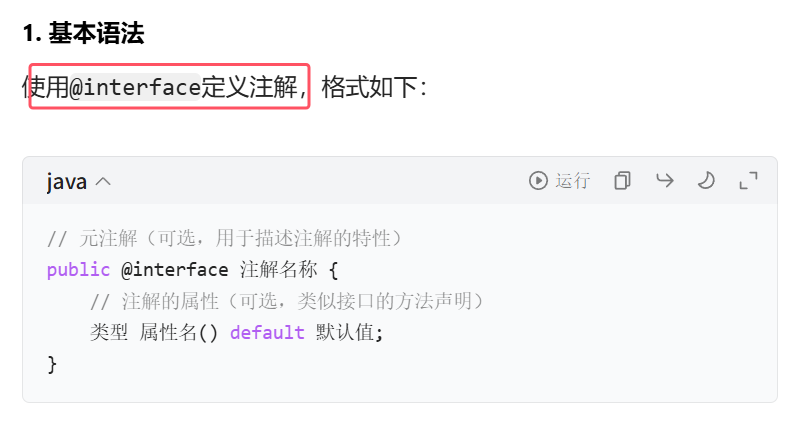 1. 基本语法
使用@interface定义注解，格式如下：
java
运行
// 元注解（可选，用于描述注解的特性）
public @interface 注解名称 {
    // 注解的属性（可选，类似接口的方法声明）
    类型 属性名() default 默认值;
}